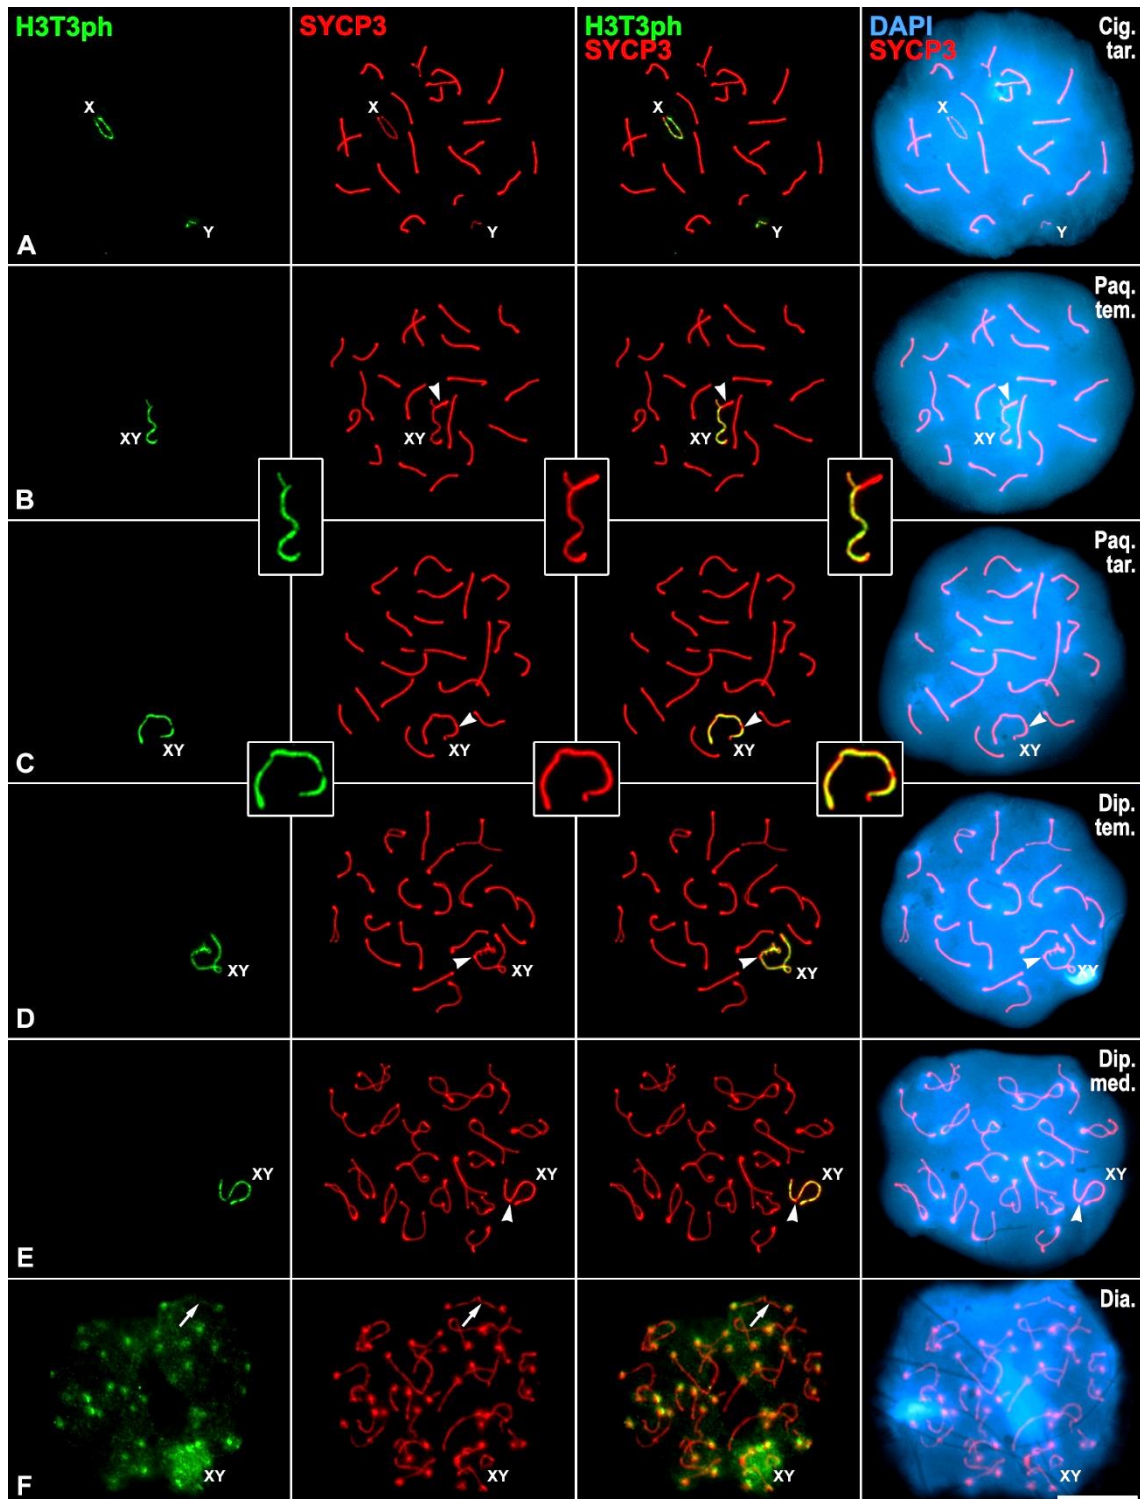 H3T3ph
SYCP3
H3T3ph
SYCP3
DAPI
SYCP3
Cig.
tar.
X
X
X
X
Y
Y
Y
Y
A
Paq.
tem.
XY
XY
XY
XY
B
Paq.
tar.
XY
XY
XY
XY
C
Dip.
tem.
XY
XY
XY
XY
D
Dip.
med.
XY
XY
XY
XY
E
Dia.
XY
XY
XY
XY
F